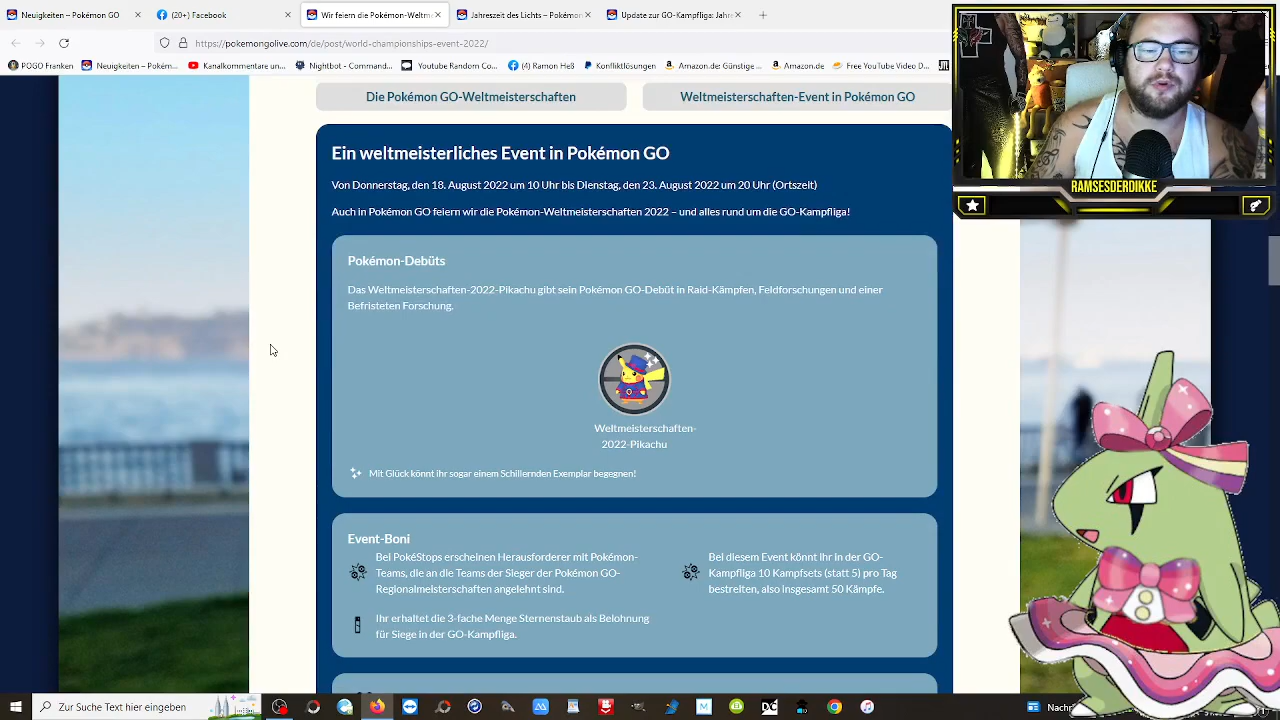 Neuigkeiten – Pokémon GO
(20+) Facebook
Wir feiern die Pokémon-Weltm
Jahreszeit des Lichts – Pokémon
Update zur GO-Kampfliga: Jahr
https://pokemongolive.com/de/post/world-championships-event-2022/
POGO Franken
Neuigkeiten – Pokém...
Kanalkommentare un...
Nightbot - Command...
Youtube Revolution C...
(4) Ramon Heß
Konfliktlösungen
Amazon.de Günstige ...
Amazon.de
Free YouTube Video D...
RAMSESDERDIKKE
Die Pokémon GO-Weltmeisterschaften
Weltmeisterschaften-Event in Pokémon GO
Ein weltmeisterliches Event in Pokémon GO
Von Donnerstag, den 18. August 2022 um 10 Uhr bis Dienstag, den 23. August 2022 um 20 Uhr (Ortszeit)
Auch in Pokémon GO feiern wir die Pokémon-Weltmeisterschaften 2022 – und alles rund um die GO-Kampfliga!
Pokémon-Debüts
Das Weltmeisterschaften-2022-Pikachu gibt sein Pokémon GO-Debüt in Raid-Kämpfen, Feldforschungen und einer
Befristeten Forschung.
Weltmeisterschaften-
2022-Pikachu
Mit Glück könnt ihr sogar einem Schillernden Exemplar begegnen!
Event-Boni
Bei PokéStops erscheinen Herausforderer mit Pokémon-
Teams, die an die Teams der Sieger der Pokémon GO-
Regionalmeisterschaften angelehnt sind.
Bei diesem Event könnt ihr in der GO-
Kampfliga 10 Kampfsets (statt 5) pro Tag
bestreiten, also insgesamt 50 Kämpfe.
Ihr erhaltet die 3-fache Menge Sternenstaub als Belohnung
für Siege in der GO-Kampfliga.
Zur Suche Text hier eingeben